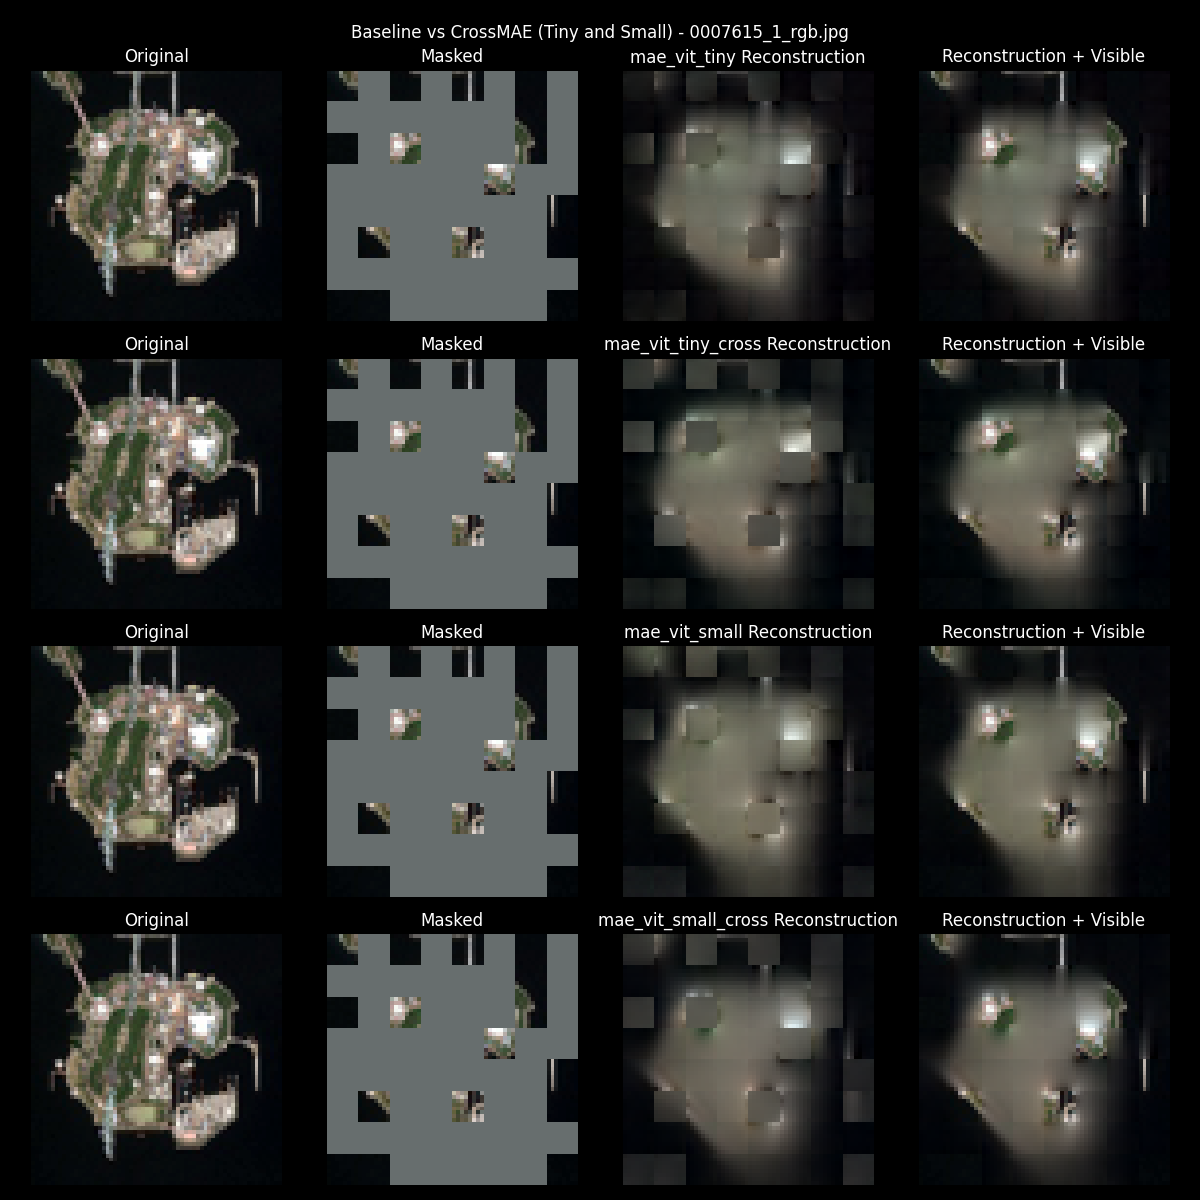 Baseline vs CrossMAE (Tiny and Small) - 0007615_1_rgb.jpg
Original Masked mae_vit_tiny Reconstruction Reconstruction + Visible
Original Masked mae_vit_tiny_cross Reconstruction Reconstruction + Visible
Original Masked mae_vit_small Reconstruction Reconstruction + Visible
Original Masked mae_vit_small_cross Reconstruction Reconstruction + Visible